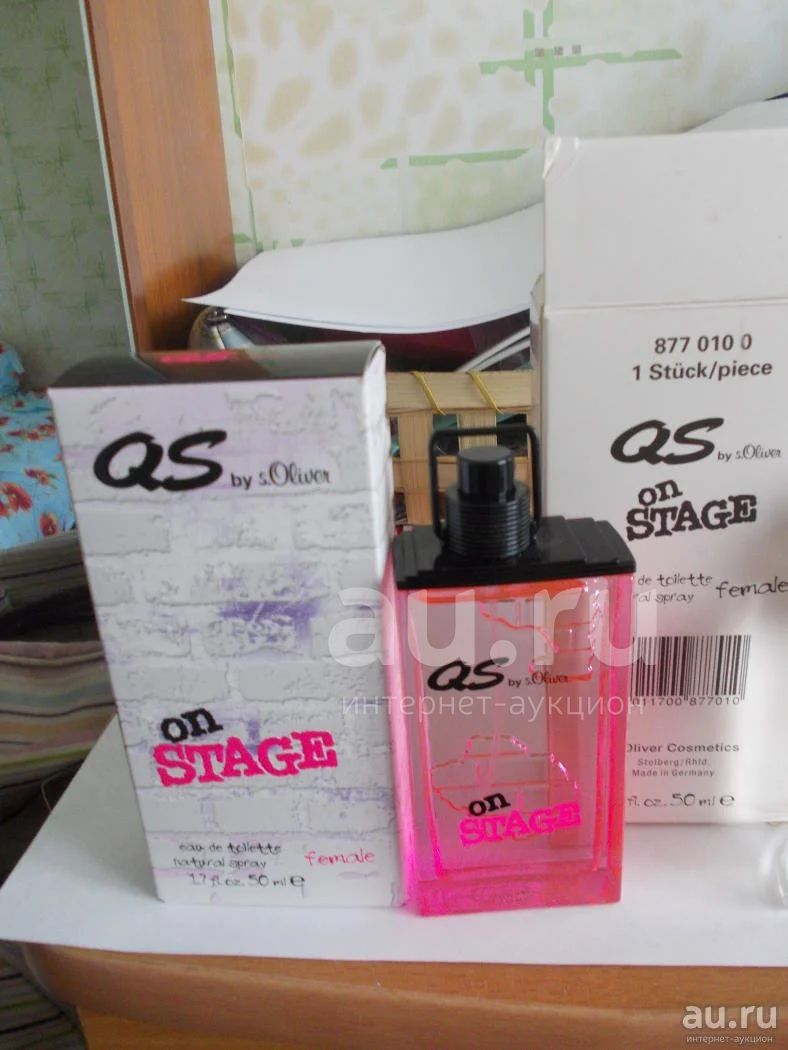 QS by s.Oliver
on
STAGE
eau de toilette
natural spray
female
1.7 fl.oz. 50 ml e
QS by s.Oliver
on
STAGE
877 010 0
1 Stück/piece
QS by s.Oliver
on
STAGE
de toilette
spray
female
11700 877010
Oliver Cosmetics
Stolberg/Rhld.
Made in Germany
fl.oz. 50 ml e
au.ru
интернет-аукцион
au.ru
интернет-аукцион